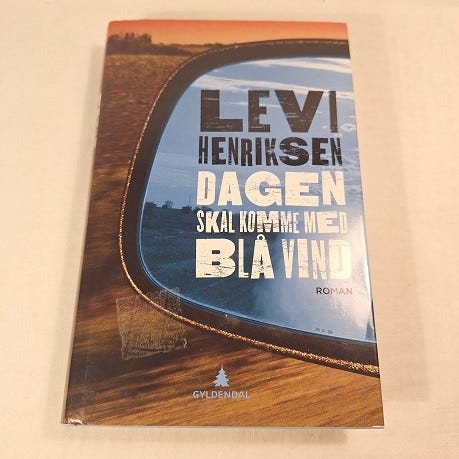 LEVI
HENRIKSEN
DAGEN
SKAL KOMME MED
BLÅ VIND
ROMAN
GYLDENDAL